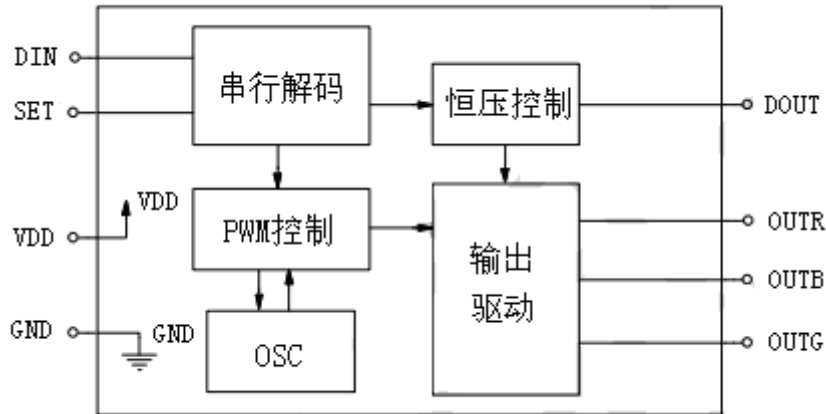 DIN
SET
VDD
VDD
GND
GND
串行解码
恒压控制
PWM控制
OSC
输出
驱动
DOUT
OUTR
OUTB
OUTG